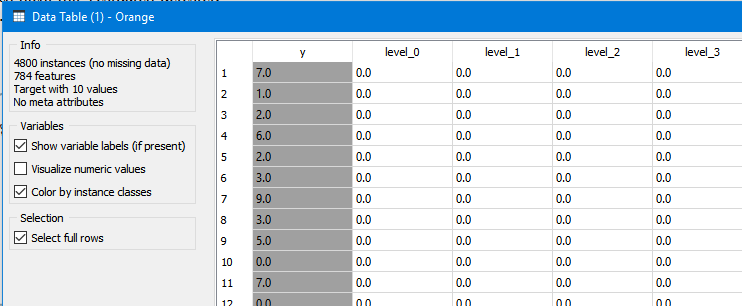 Data Table (1) - Orange
Info
4800 instances (no missing data)
784 features
Target with 10 values
No meta attributes
Variables
Show variable labels (if present)
Visualize numeric values
Color by instance classes
Selection
Select full rows
y level_0 level_1 level_2 level_3
1 7.0 0.0 0.0 0.0 0.0
2 1.0 0.0 0.0 0.0 0.0
3 2.0 0.0 0.0 0.0 0.0
4 6.0 0.0 0.0 0.0 0.0
5 2.0 0.0 0.0 0.0 0.0
6 3.0 0.0 0.0 0.0 0.0
7 9.0 0.0 0.0 0.0 0.0
8 3.0 0.0 0.0 0.0 0.0
9 5.0 0.0 0.0 0.0 0.0
10 0.0 0.0 0.0 0.0 0.0
11 7.0 0.0 0.0 0.0 0.0
12 0.0 0.0 0.0 0.0 0.0